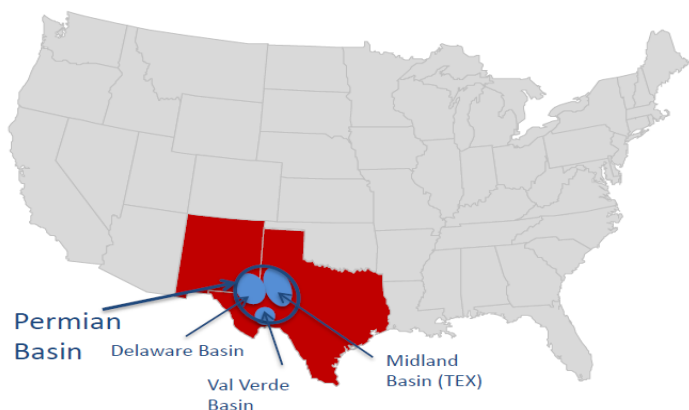 Permian
Basin
Delaware Basin
Val Verde
Basin
Midland
Basin (TEX)